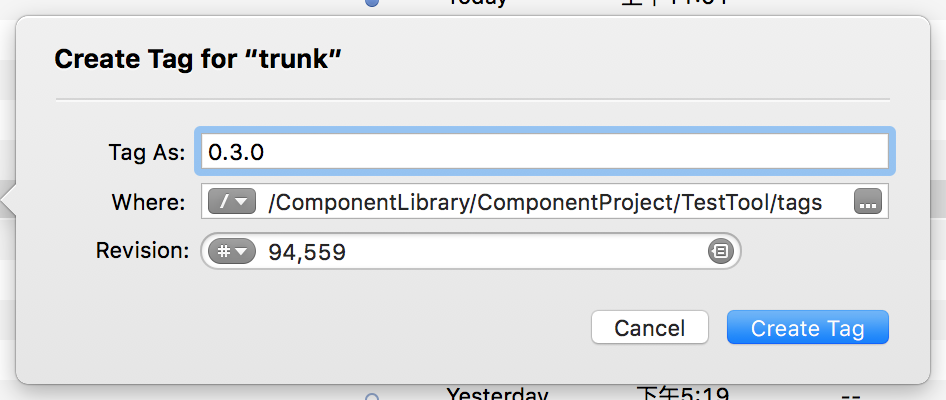 Create Tag for “trunk”
Tag As: 0.3.0
Where: / /ComponentLibrary/ComponentProject/TestTool/tags ...
Revision: # 94,559
Cancel Create Tag
Yesterday 下午5:19 --